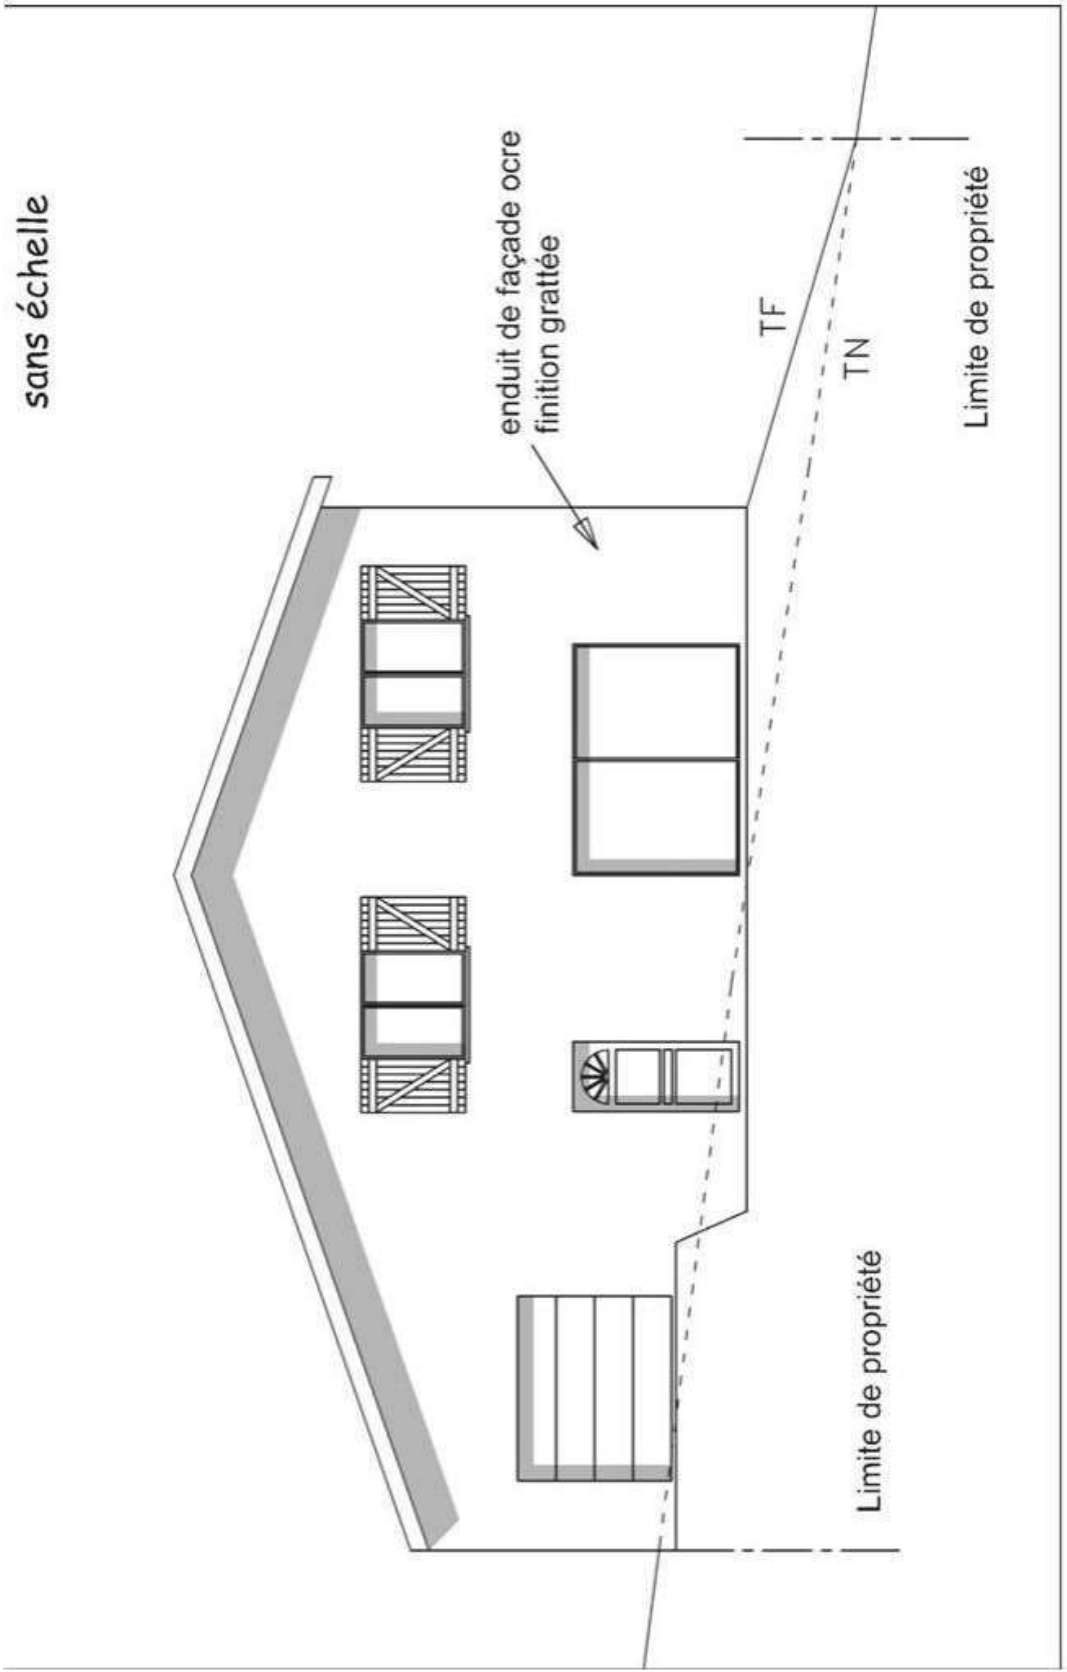 sans échelle
enduit de façade ocre
finition grattée
TF
TN
Limite de propriété
Limite de propriété